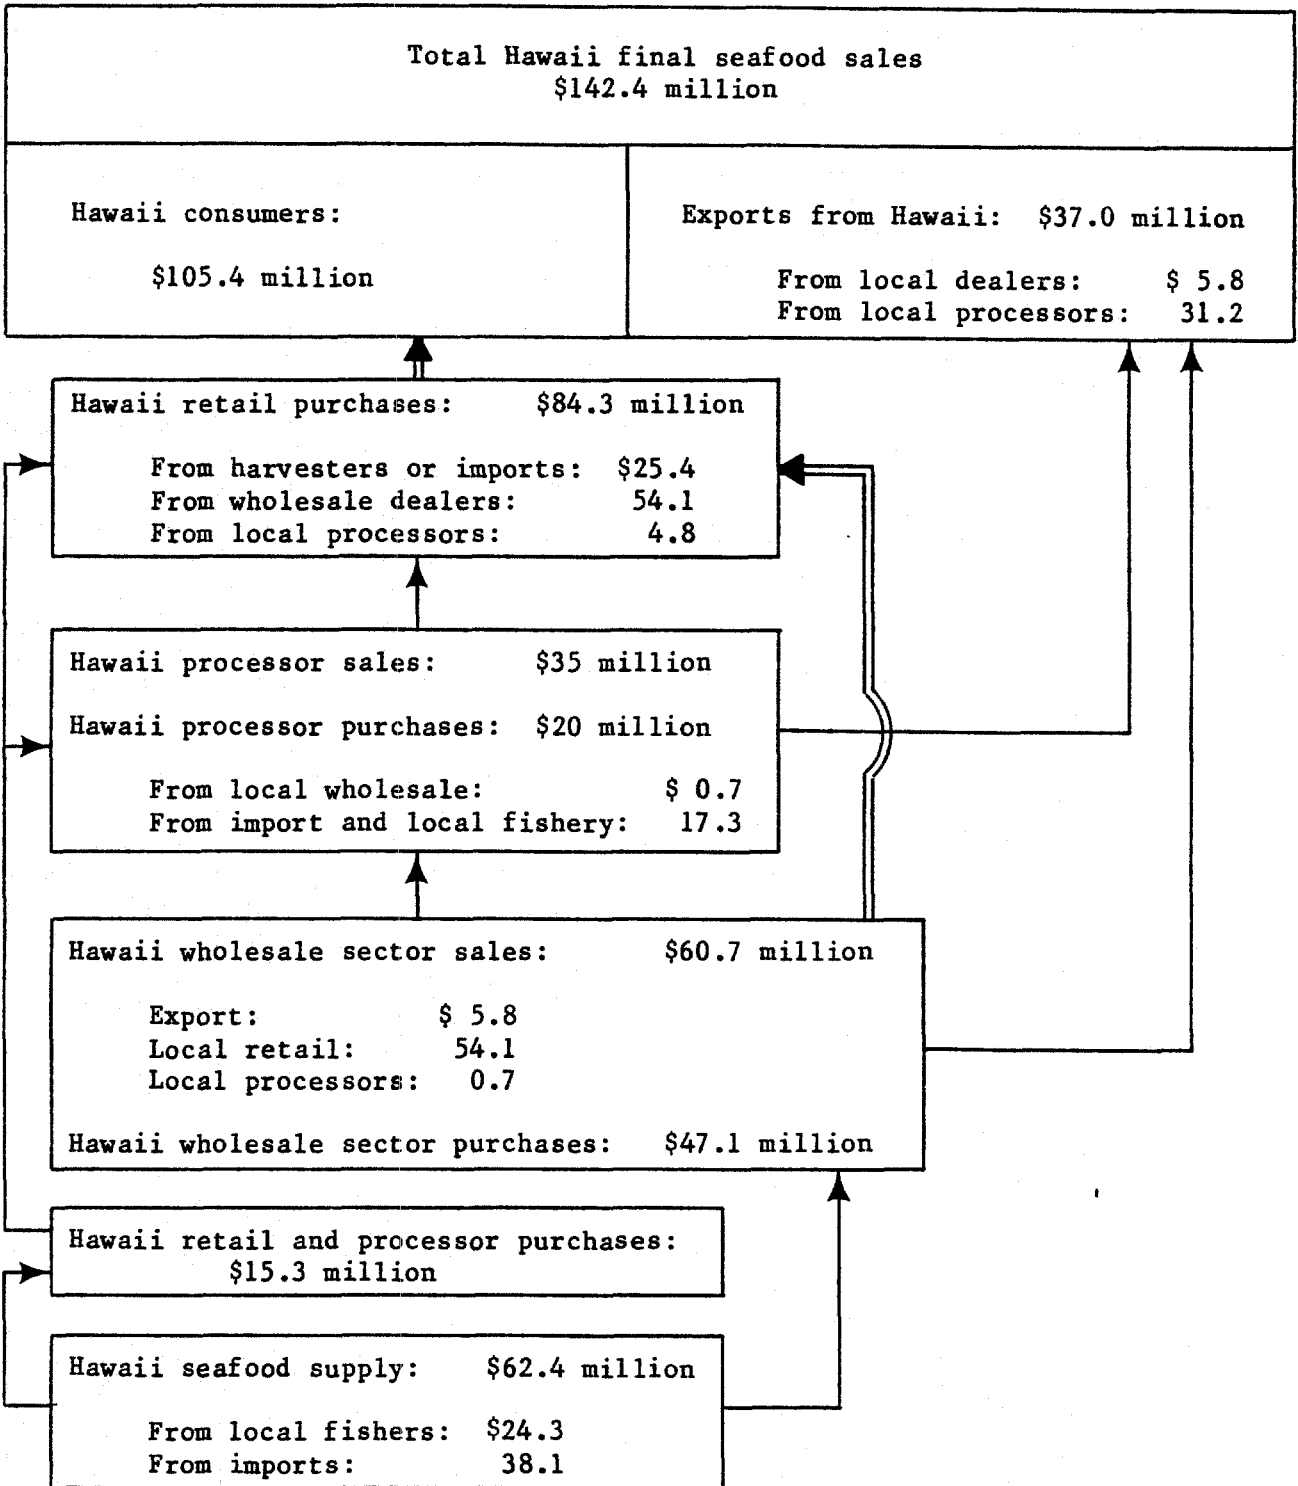 Total Hawaii final seafood sales
$142.4 million
Hawaii consumers:
$105.4 million
Exports from Hawaii: $37.0 million
From local dealers: $ 5.8
From local processors: 31.2
Hawaii retail purchases: $84.3 million
From harvesters or imports: $25.4
From wholesale dealers: 54.1
From local processors: 4.8
Hawaii processor sales: $35 million
Hawaii processor purchases: $20 million
From local wholesale: $ 0.7
From import and local fishery: 17.3
Hawaii wholesale sector sales: $60.7 million
Export: $ 5.8
Local retail: 54.1
Local processors: 0.7
Hawaii wholesale sector purchases: $47.1 million
Hawaii retail and processor purchases:
$15.3 million
Hawaii seafood supply: $62.4 million
From local fishers: $24.3
From imports: 38.1